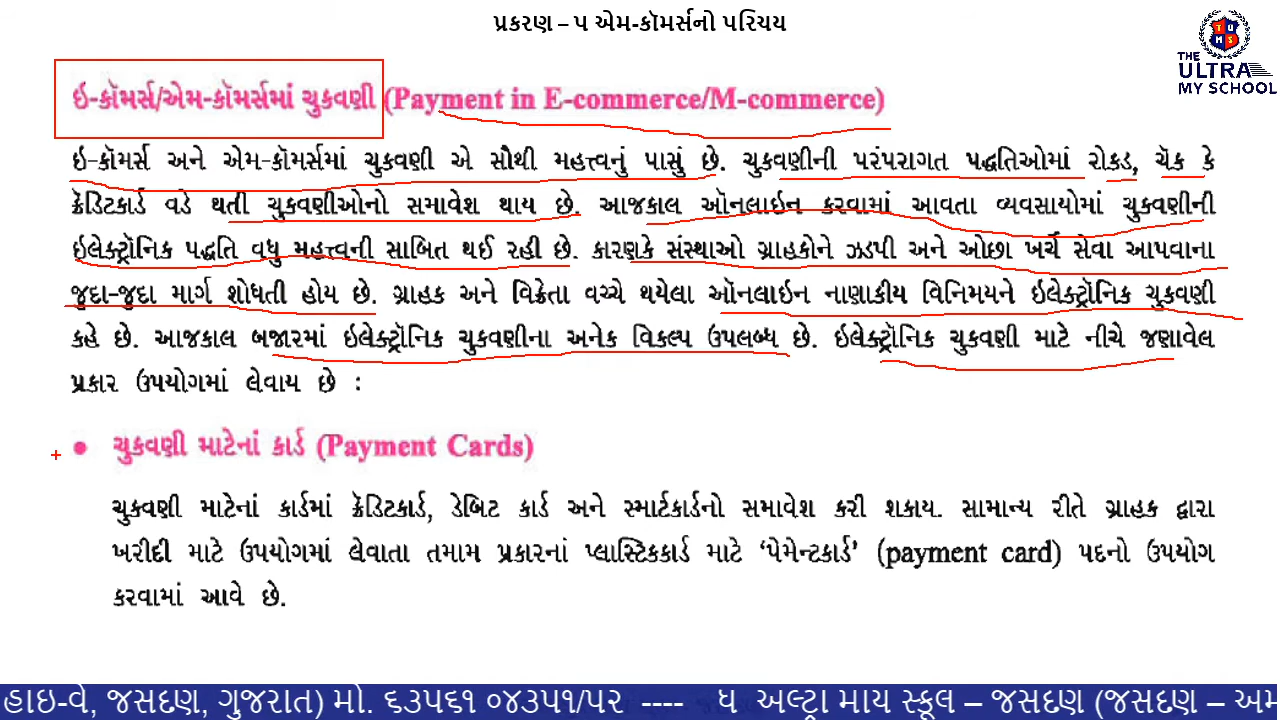 પ્રકરણ – ૫ એમ-કૉમર્સનો પરિચય
THE
ULTRA
MY SCHOOL
T U M S
ઇ-કૉમર્સ/એમ-કૉમર્સમાં ચુકવણી (Payment in E-commerce/M-commerce)
ઇ-કૉમર્સ અને એમ-કૉમર્સમાં ચુકવણી એ સૌથી મહત્ત્વનું પાસું છે. ચુકવણીની પરંપરાગત પદ્ધતિઓમાં રોકડ, ચૅક કે
ક્રૅડિટકાર્ડ વડે થતી ચુકવણીઓનો સમાવેશ થાય છે. આજકાલ ઑનલાઇન કરવામાં આવતા વ્યવસાયોમાં ચુકવણીની
ઇલેક્ટ્રૉનિક પદ્ધતિ વધુ મહત્ત્વની સાબિત થઈ રહી છે. કારણકે સંસ્થાઓ ગ્રાહકોને ઝડપી અને ઓછા ખર્ચે સેવા આપવાના
જુદા-જુદા માર્ગ શોધતી હોય છે. ગ્રાહક અને વિક્રેતા વચ્ચે થયેલા ઑનલાઇન નાણાકીય વિનિમયને ઇલેક્ટ્રૉનિક ચુકવણી
કહે છે. આજકાલ બજારમાં ઇલેક્ટ્રૉનિક ચુકવણીના અનેક વિકલ્પ ઉપલબ્ધ છે. ઇલેક્ટ્રૉનિક ચુકવણી માટે નીચે જણાવેલ
પ્રકાર ઉપયોગમાં લેવાય છે :
• ચુકવણી માટેનાં કાર્ડ (Payment Cards)
ચુકવણી માટેનાં કાર્ડમાં ક્રૅડિટકાર્ડ, ડેબિટ કાર્ડ અને સ્માર્ટકાર્ડનો સમાવેશ કરી શકાય. સામાન્ય રીતે ગ્રાહક દ્વારા
ખરીદી માટે ઉપયોગમાં લેવાતા તમામ પ્રકારનાં પ્લાસ્ટિકકાર્ડ માટે ‘પેમેન્ટકાર્ડ’ (payment card) પદનો ઉપયોગ
કરવામાં આવે છે.
હાઇ-વે, જસદણ, ગુજરાત) મો. ૬૩૫૬૧ ૦૪૩૫૧/૫૨ ---- ધ અલ્ટ્રા માય સ્કૂલ – જસદણ (જસદણ – અમ